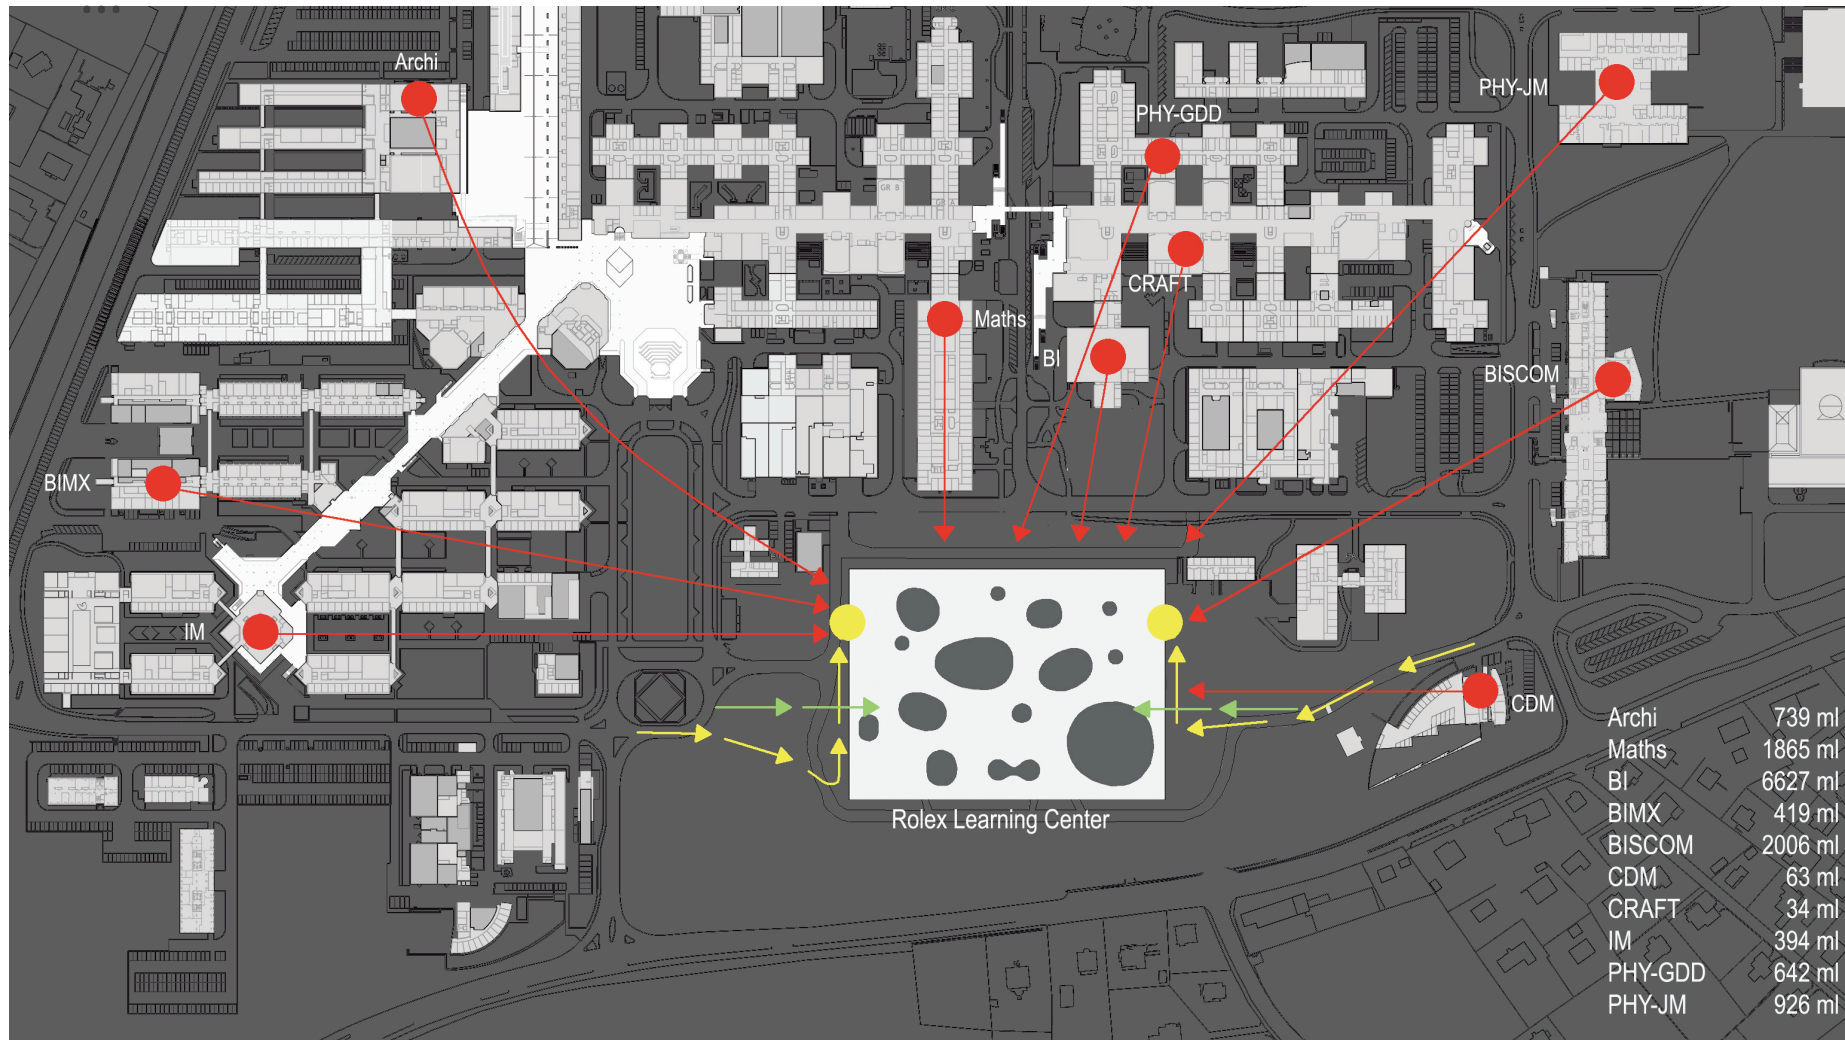 Archi
PHY-JM
PHY-GDD
GR B
CRAFT
Maths
BI
BISCOM
BIMX
IM
CDM
Rolex Learning Center
Archi 739 ml
Maths 1865 ml
BI 6627 ml
BIMX 419 ml
BISCOM 2006 ml
CDM 63 ml
CRAFT 34 ml
IM 394 ml
PHY-GDD 642 ml
PHY-JM 926 ml